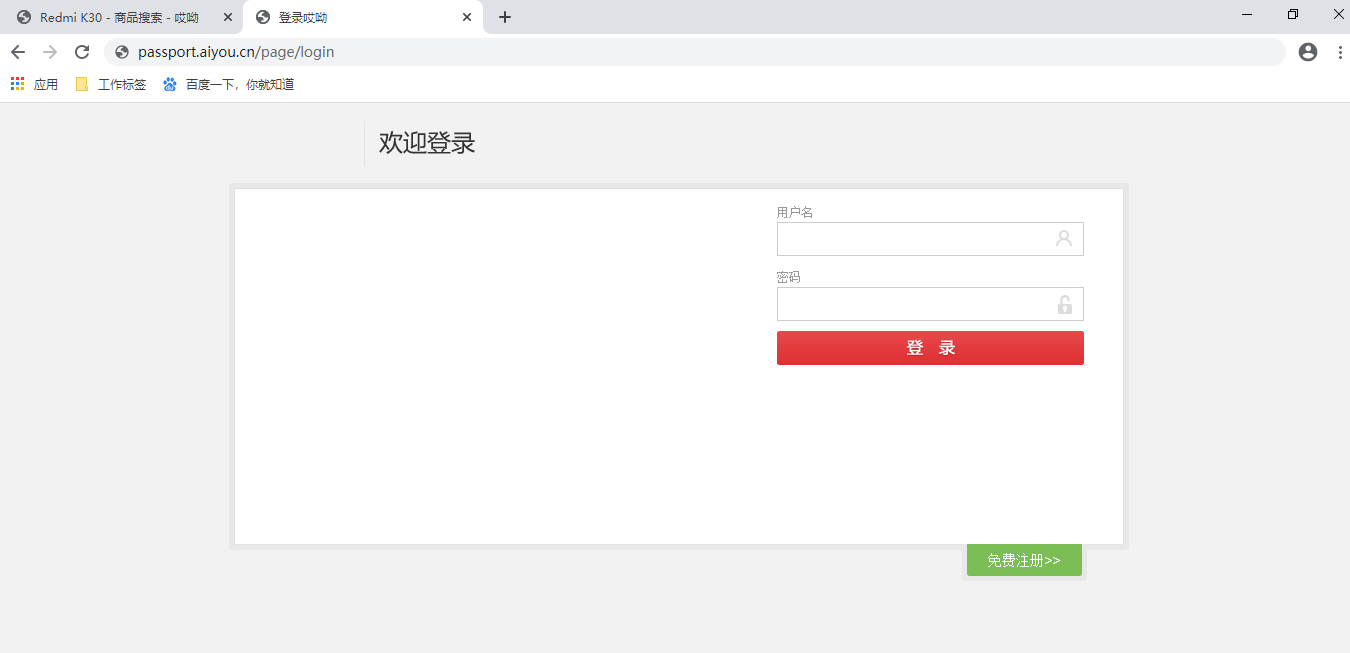 Redmi K30 - 商品搜索 - 哎呦
登录哎呦
passport.aiyou.cn/page/login
应用
工作标签
百度一下，你就知道
欢迎登录
用户名
密码
登 录
免费注册>>